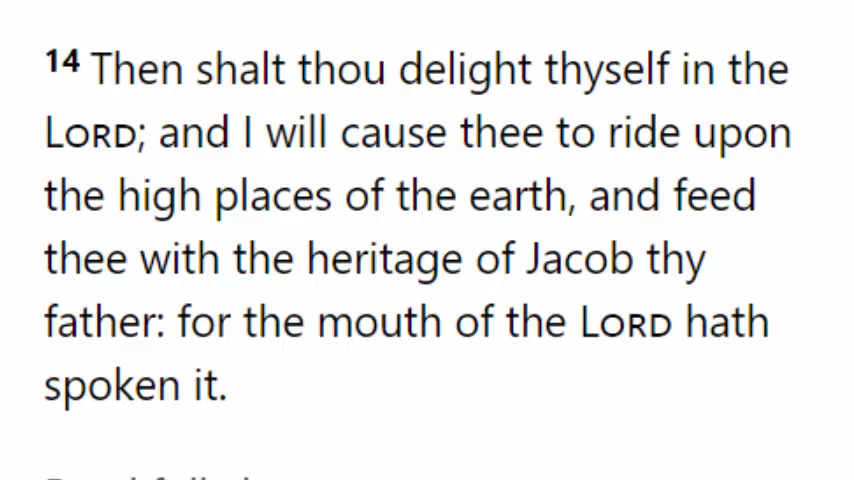 14 Then shalt thou delight thyself in the
LORD; and I will cause thee to ride upon
the high places of the earth, and feed
thee with the heritage of Jacob thy
father: for the mouth of the LORD hath
spoken it.